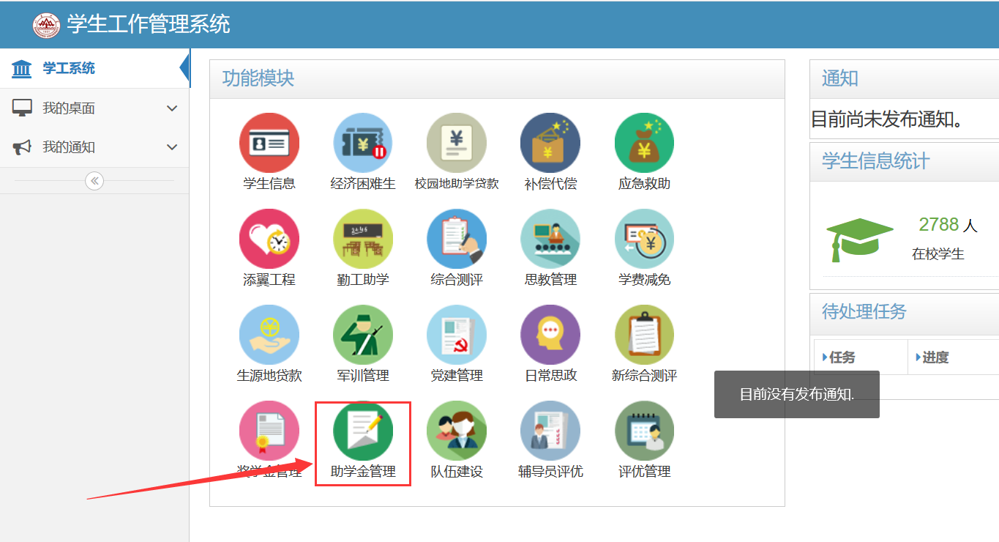 学生工作管理系统
学工系统
我的桌面
我的通知
功能模块
学生信息
经济困难生
校园地助学贷款
补偿代偿
应急救助
添翼工程
勤工助学
综合测评
思教管理
学费减免
生源地贷款
军训管理
党建管理
日常思政
新综合测评
奖学金管理
助学金管理
队伍建设
辅导员评优
评优管理
通知
目前尚未发布通知。
学生信息统计
2788 人
在校学生
待处理任务
任务 进度
目前没有发布通知.